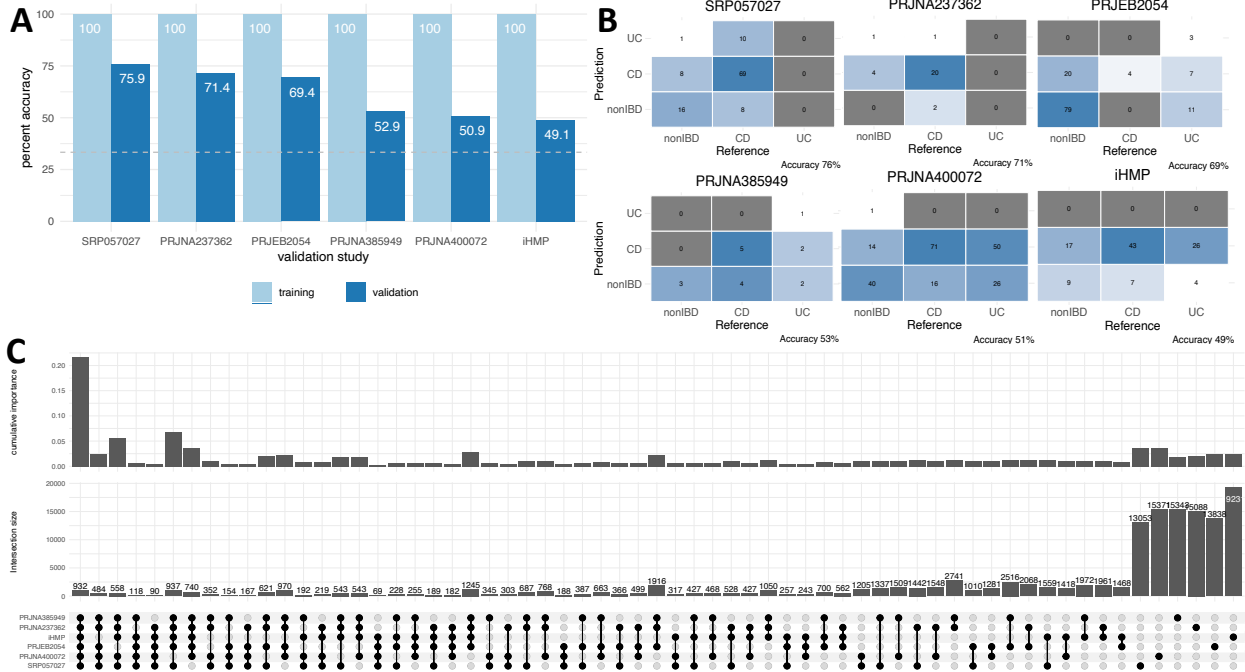 A
100
100
100
100
100
100
75.9
71.4
69.4
52.9
50.9
49.1
100
75
50
25
0
percent accuracy
SRP057027 PRJNA237362 PRJEB2054 PRJNA385949 PRJNA400072 iHMP
validation study
training validation
B
SRP057027 PRJNA237362 PRJEB2054
Prediction
UC 1 10 0 1 1 0 0 0 3
CD 8 69 0 4 20 0 20 4 7
nonIBD 16 8 0 0 2 0 79 0 11
nonIBD CD UC nonIBD CD UC nonIBD CD UC
Reference Reference Reference
Accuracy 76% Accuracy 71% Accuracy 69%
PRJNA385949 PRJNA400072 iHMP
Prediction
UC 0 0 1 1 0 0 0 0 0
CD 0 5 2 14 71 50 17 43 26
nonIBD 3 4 2 40 16 26 9 7 4
nonIBD CD UC nonIBD CD UC nonIBD CD UC
Reference Reference Reference
Accuracy 53% Accuracy 51% Accuracy 49%
C
cumulative importance
0.20
0.15
0.10
0.05
0.00
Intersection size
20000
15000
10000
5000
0
932 484 558 118 90 937 740 352 154 167 621 970 192 219 543 543 69 228 255 189 182 1245 345 303 687 768 188 387 663 366 499 1916 317 427 468 528 427 1050 257 243 700 562 1205 1337 1509 1442 1548 2741 1010 1281 2516 2068 1559 1418 1972 1961 1468 13053 15371 15343 15088 13838
PRJNA385949
PRJNA237362
iHMP
PRJEB2054
PRJNA400072
SRP057027